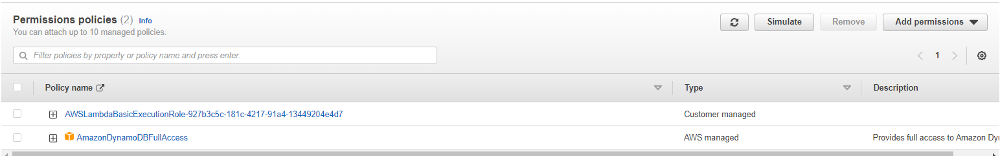 Permissions policies (2) Info
You can attach up to 10 managed policies.
Simulate Remove Add permissions
Filter policies by property or policy name and press enter.
1
Policy name Type Description
AWSLambdaBasicExecutionRole-927b3c5c-181c-4217-91a4-13449204e4d7 Customer managed
AmazonDynamoDBFullAccess AWS managed Provides full access to Amazon